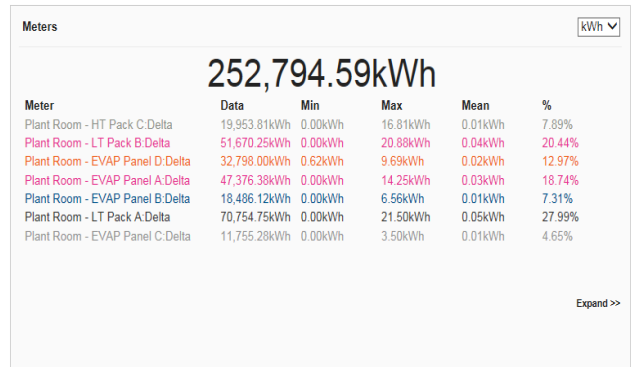 Meters kWh
252,794.59kWh
Meter Data Min Max Mean %
Plant Room - HT Pack C:Delta 19,953.81kWh 0.00kWh 16.81kWh 0.01kWh 7.89%
Plant Room - LT Pack B:Delta 51,670.25kWh 0.00kWh 20.88kWh 0.04kWh 20.44%
Plant Room - EVAP Panel D:Delta 32,798.00kWh 0.62kWh 9.69kWh 0.02kWh 12.97%
Plant Room - EVAP Panel A:Delta 47,376.38kWh 0.00kWh 14.25kWh 0.03kWh 18.74%
Plant Room - EVAP Panel B:Delta 18,486.12kWh 0.00kWh 6.56kWh 0.01kWh 7.31%
Plant Room - LT Pack A:Delta 70,754.75kWh 0.00kWh 21.50kWh 0.05kWh 27.99%
Plant Room - EVAP Panel C:Delta 11,755.28kWh 0.00kWh 3.50kWh 0.01kWh 4.65%
Expand >>